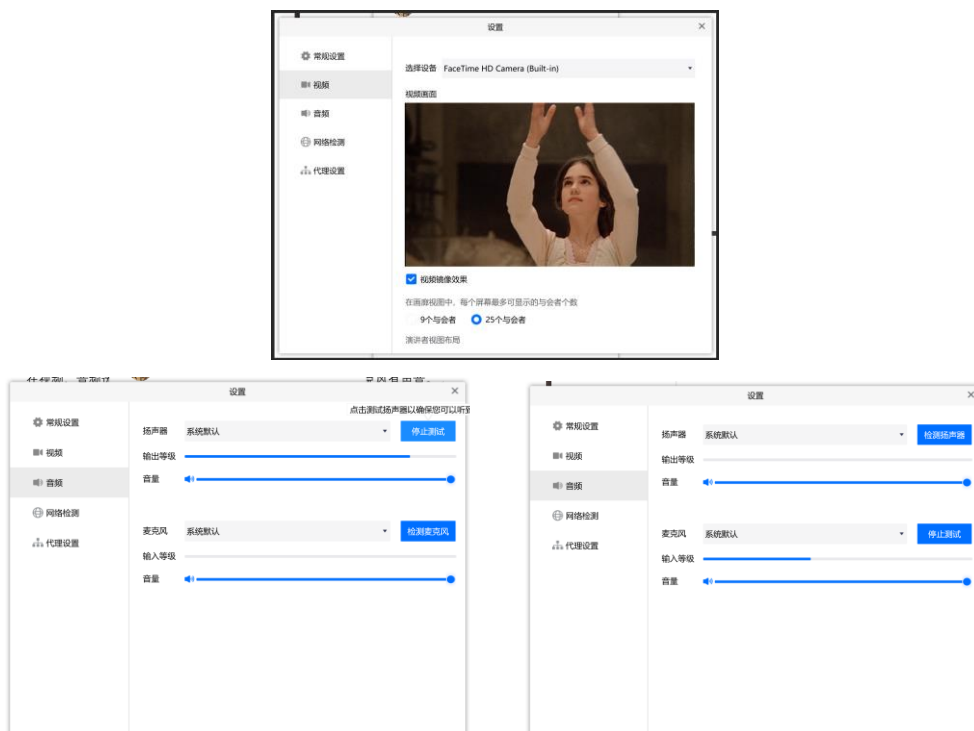 设置
常规设置
视频
音频
网络检测
代理设置
选择设备 FaceTime HD Camera (Built-in)
视频画面
视频镜像效果
在画廊视图中，每个屏幕最多可显示的与会者个数
9个与会者 25个与会者
演讲者视图布局
设置
点击测试扬声器以确保您可以听到
常规设置
视频
音频
网络检测
代理设置
扬声器 系统默认 停止测试
输出等级
音量
麦克风 系统默认 检测麦克风
输入等级
音量
设置
常规设置
视频
音频
网络检测
代理设置
扬声器 系统默认 检测扬声器
输出等级
音量
麦克风 系统默认 停止测试
输入等级
音量